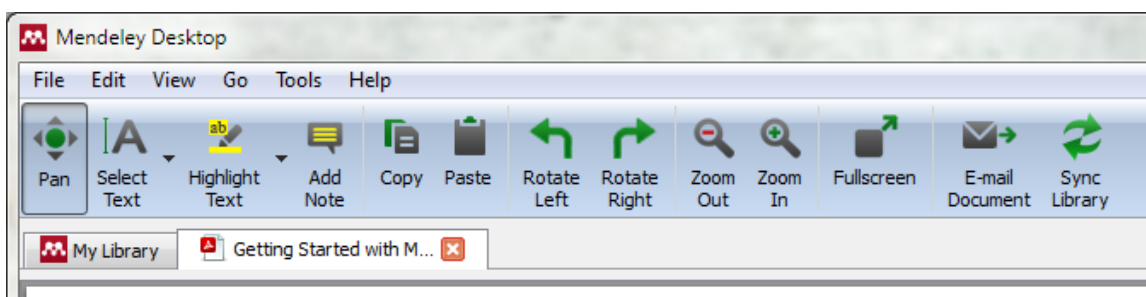 Mendeley Desktop
File Edit View Go Tools Help
ab
Pan Select Highlight Add Copy Paste Rotate Rotate Zoom Zoom Fullscreen E-mail Sync
Text Text Note Left Right Out In Document Library
My Library Getting Started with M...